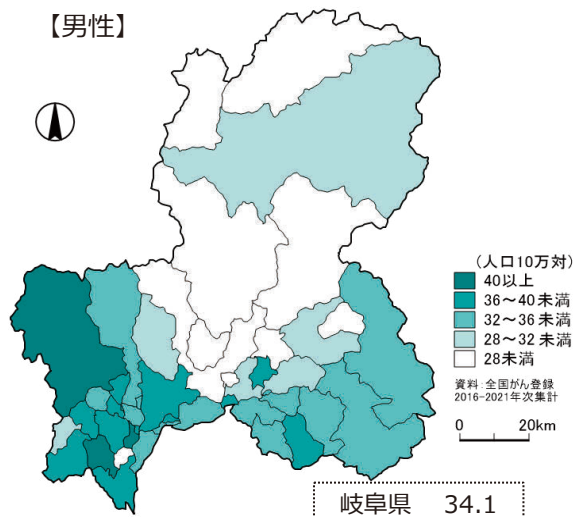 【男性】
(人口10万対)
40以上
36～40未満
32～36未満
28～32未満
28未満
資料:全国がん登録
2016-2021年次集計
0 20km
岐阜県 34.1